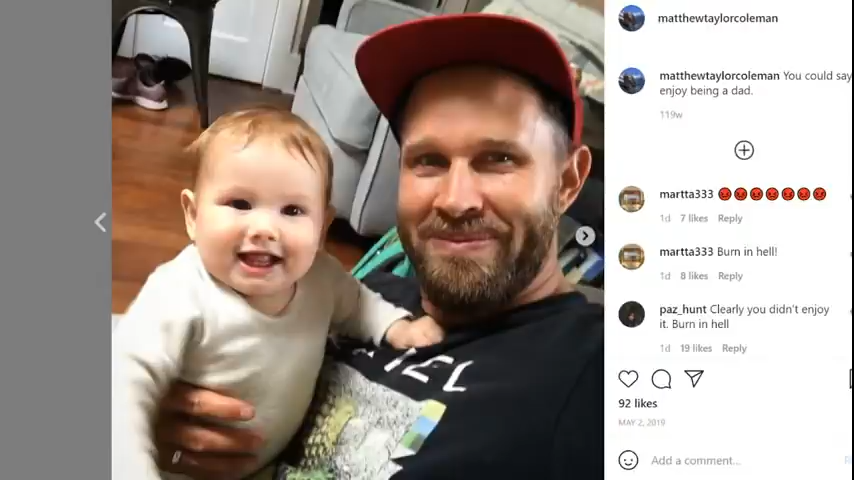 matthewtaylorcoleman
matthewtaylorcoleman You could say
enjoy being a dad.
119w
martta333
1d 7 likes Reply
martta333 Burn in hell!
1d 8 likes Reply
paz_hunt Clearly you didn't enjoy
it. Burn in hell
1d 19 likes Reply
92 likes
MAY 2, 2019
Add a comment...